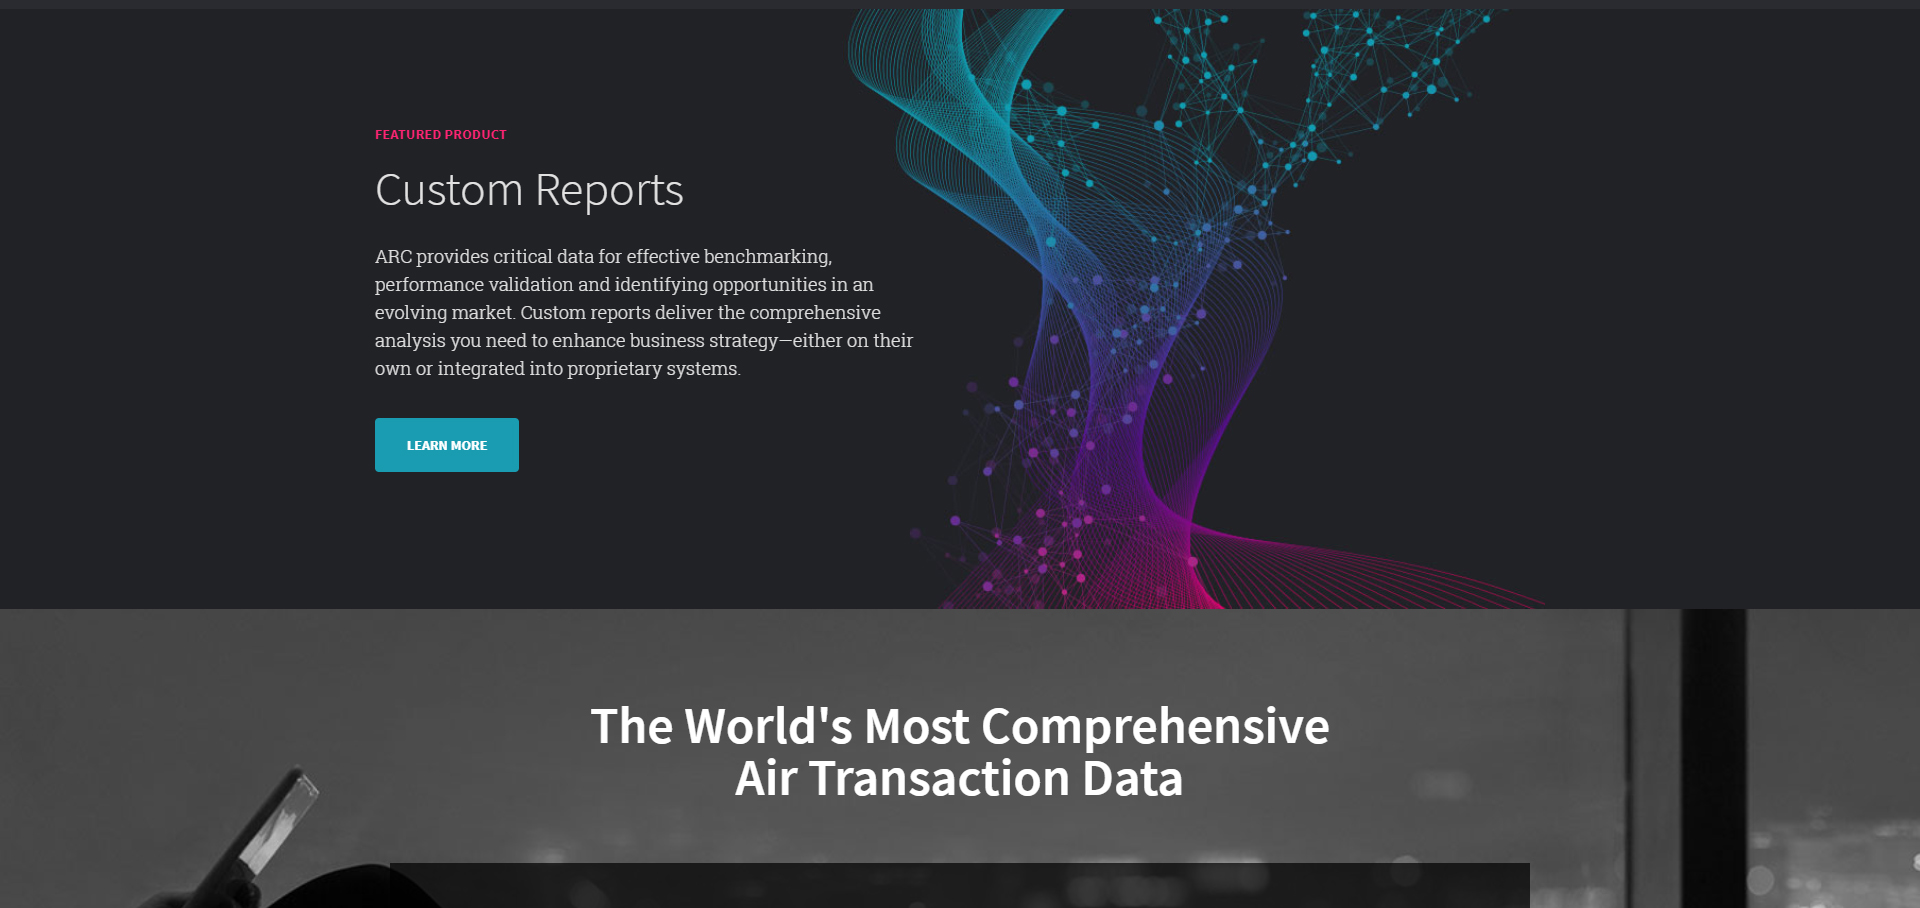 FEATURED PRODUCT
Custom Reports
ARC provides critical data for effective benchmarking,
performance validation and identifying opportunities in an
evolving market. Custom reports deliver the comprehensive
analysis you need to enhance business strategy—either on their
own or integrated into proprietary systems.
LEARN MORE
The World's Most Comprehensive
Air Transaction Data